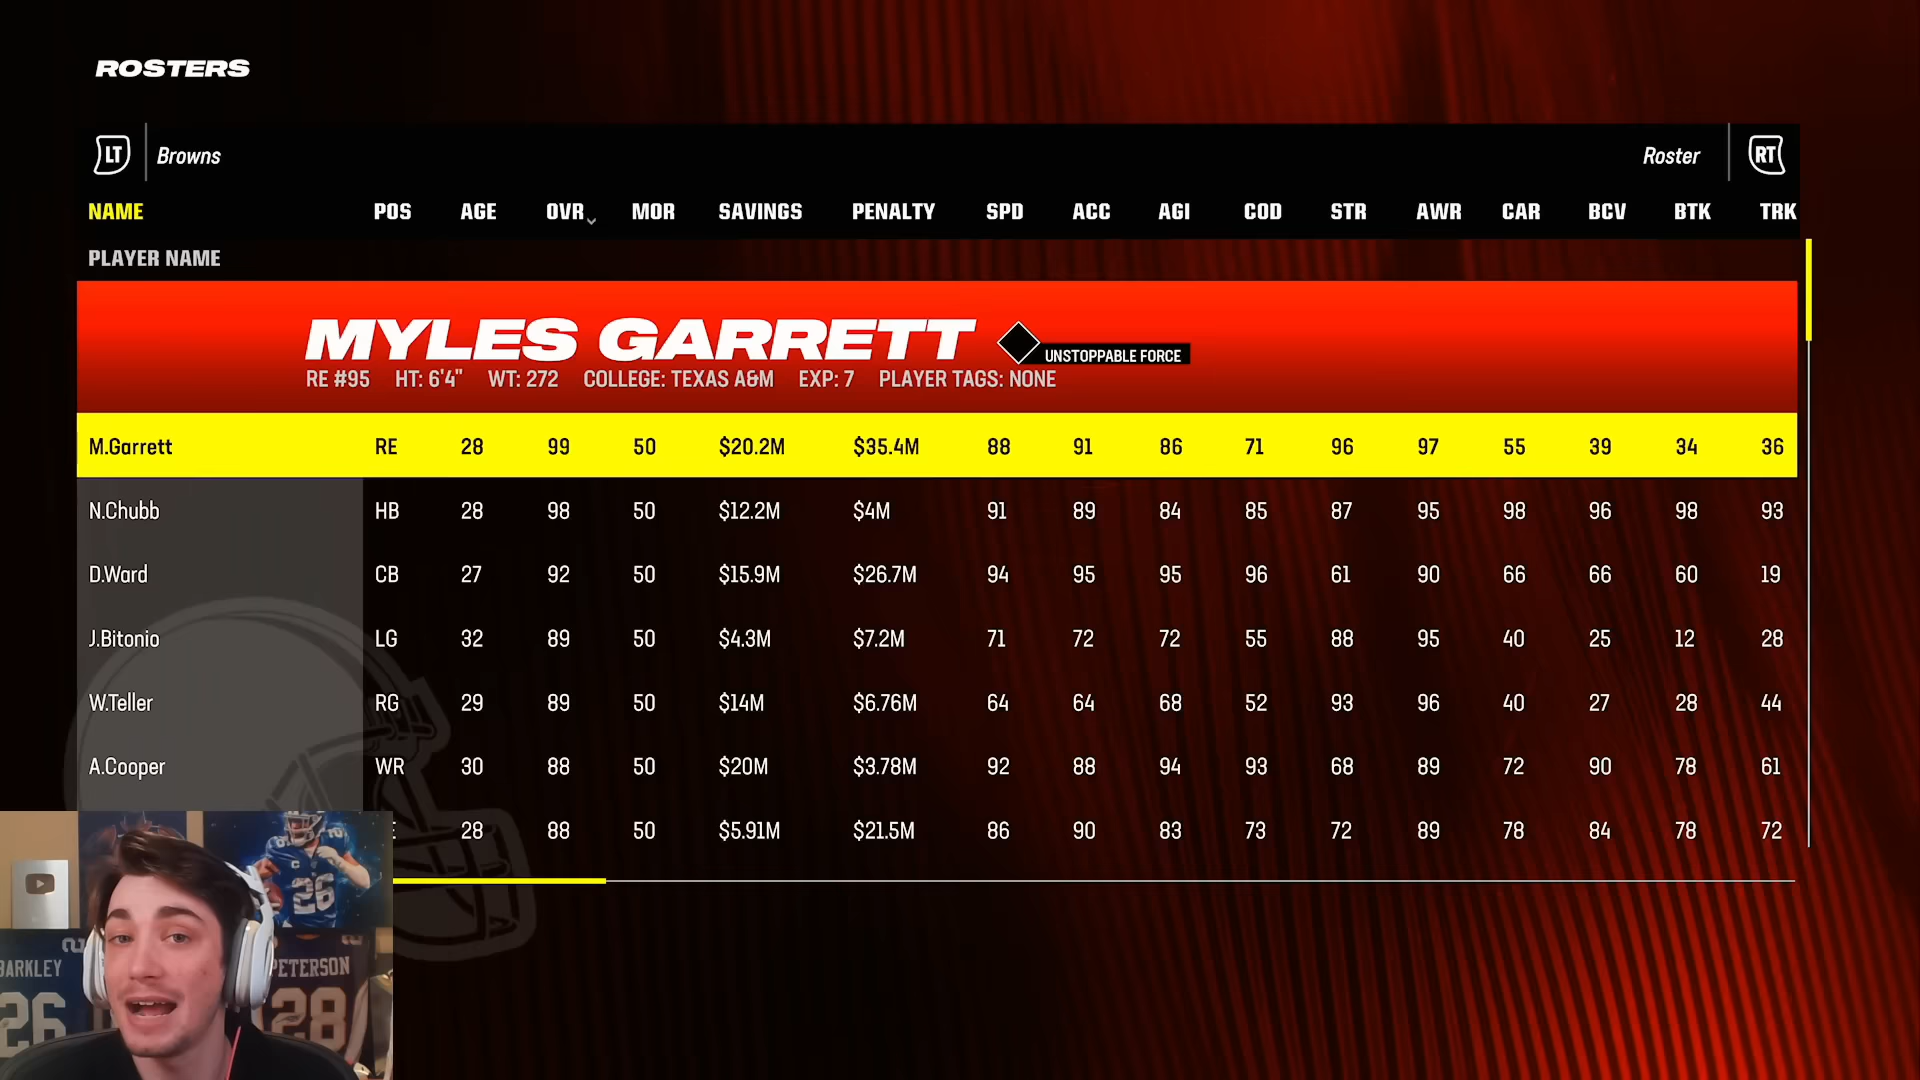 ROSTERS
LT Browns Roster RT
NAME POS AGE OVR MOR SAVINGS PENALTY SPD ACC AGI COD STR AWR CAR BCV BTK TRK
PLAYER NAME
MYLES GARRETT UNSTOPPABLE FORCE
RE #95 HT: 6'4" WT: 272 COLLEGE: TEXAS A&M EXP: 7 PLAYER TAGS: NONE
M.Garrett RE 28 99 50 $20.2M $35.4M 88 91 86 71 96 97 55 39 34 36
N.Chubb HB 28 98 50 $12.2M $4M 91 89 84 85 87 95 98 96 98 93
D.Ward CB 27 92 50 $15.9M $26.7M 94 95 95 96 61 90 66 66 60 19
J.Bitonio LG 32 89 50 $4.3M $7.2M 71 72 72 55 88 95 40 25 12 28
W.Teller RG 29 89 50 $14M $6.76M 64 64 68 52 93 96 40 27 28 44
A.Cooper WR 30 88 50 $20M $3.78M 92 88 94 93 68 89 72 90 78 61
28 88 50 $5.91M $21.5M 86 90 83 73 72 89 78 84 78 72
26
BARKLEY
26
PETERSON
28